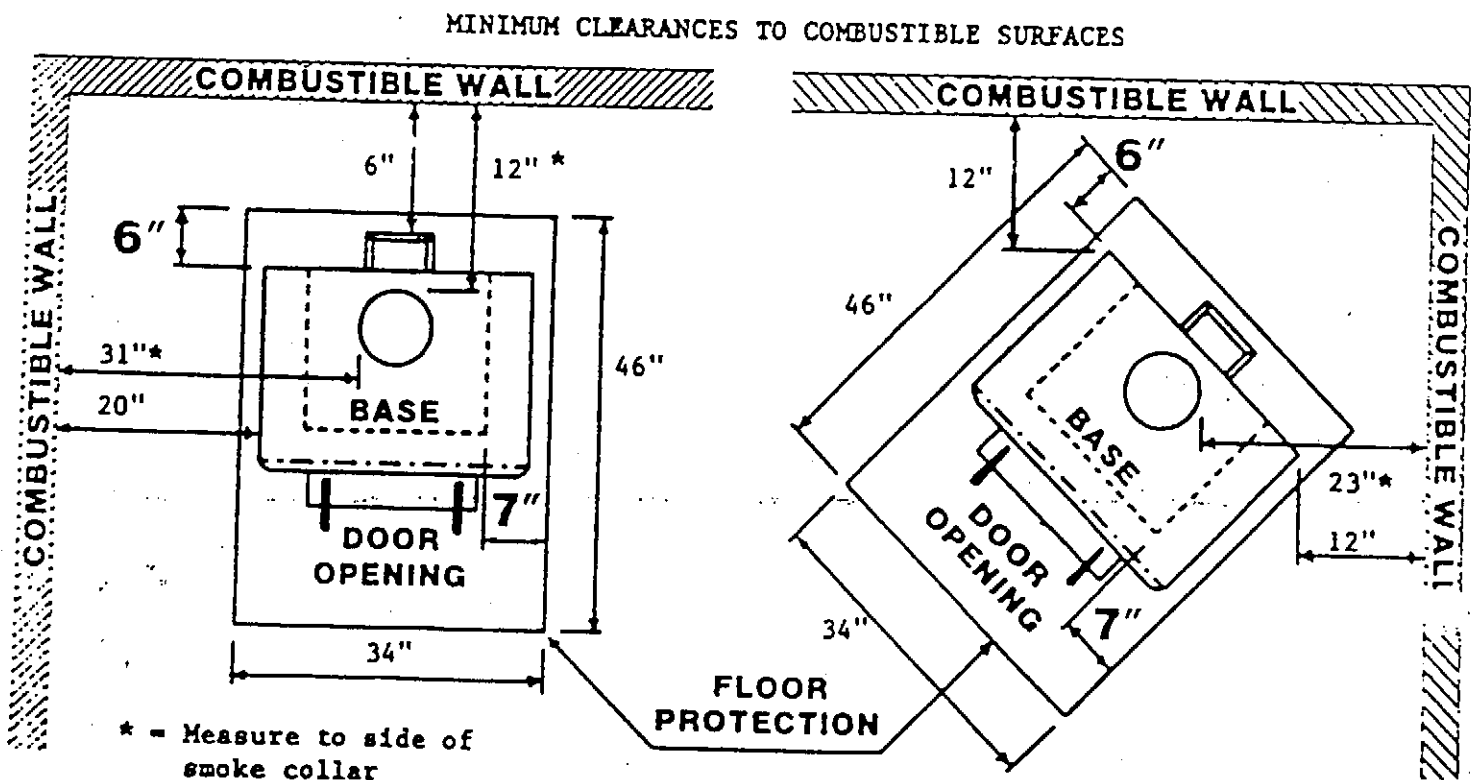 MINIMUM CLEARANCES TO COMBUSTIBLE SURFACES
COMBUSTIBLE WALL
COMBUSTIBLE WALL
6"
12" *
6"
31"*
20"
46"
BASE
7"
DOOR
OPENING
34"
* = Measure to side of
smoke collar
COMBUSTIBLE WALL
12"
6"
46"
BASE
23"*
12"
DOOR
OPENING
7"
34"
COMBUSTIBLE WALL
FLOOR
PROTECTION